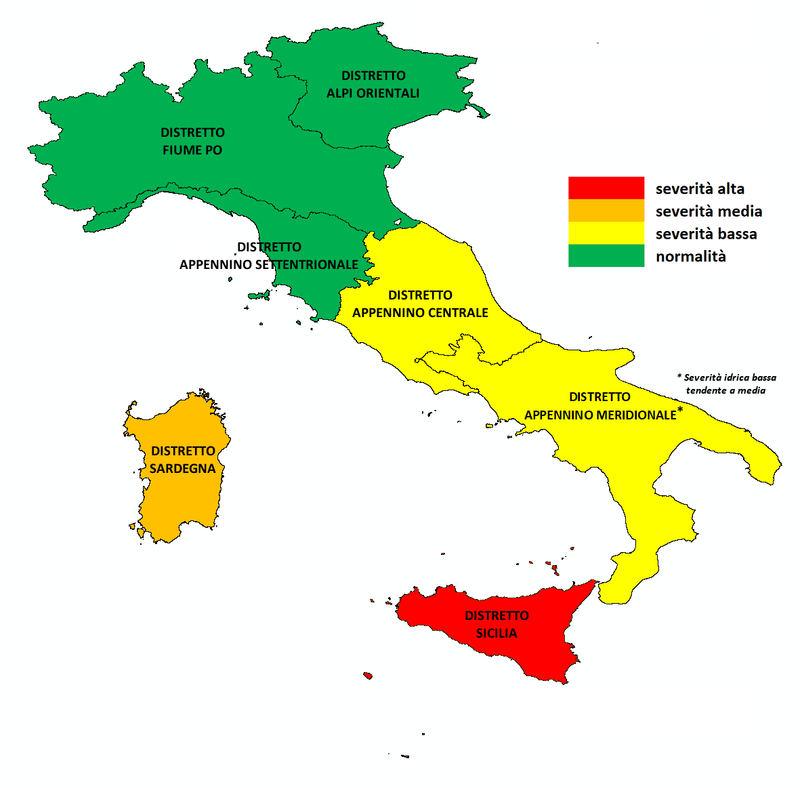 DISTRETTO
ALPI ORIENTALI
DISTRETTO
FIUME PO
severità alta
severità media
severità bassa
normalità
DISTRETTO
APPENNINO SETTENTRIONALE
DISTRETTO
APPENNINO CENTRALE
* Severità idrica bassa
tendente a media
DISTRETTO
APPENNINO MERIDIONALE*
DISTRETTO
SARDEGNA
DISTRETTO
SICILIA